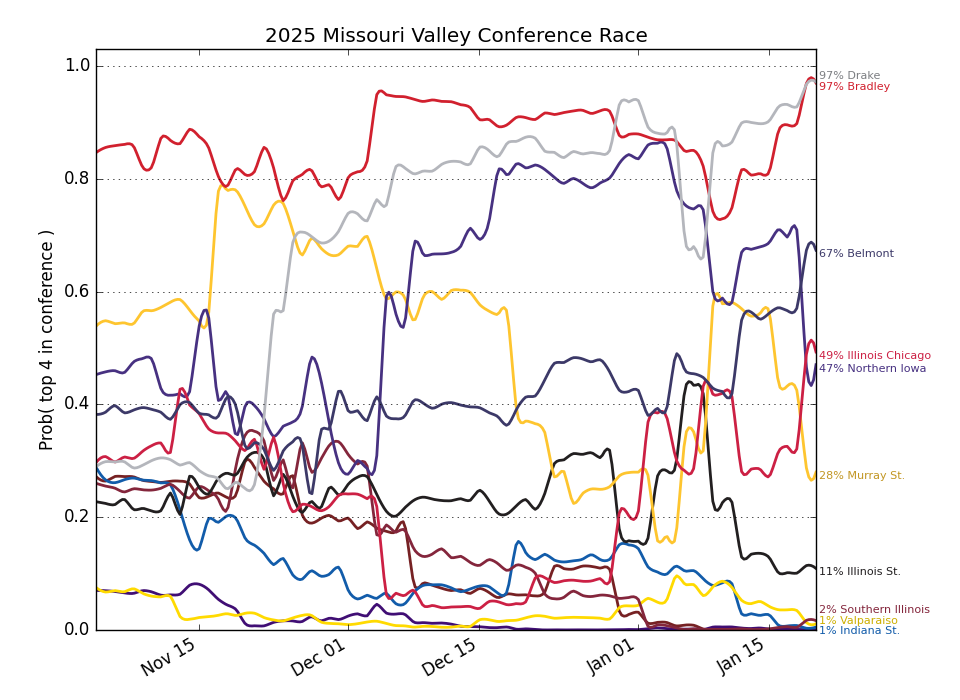 2025 Missouri Valley Conference Race
Prob( top 4 in conference )
1.0
0.8
0.6
0.4
0.2
0.0
Nov 15
Dec 01
Dec 15
Jan 01
Jan 15
97% Drake
97% Bradley
67% Belmont
49% Illinois Chicago
47% Northern Iowa
28% Murray St.
11% Illinois St.
2% Southern Illinois
1% Valparaiso
1% Indiana St.